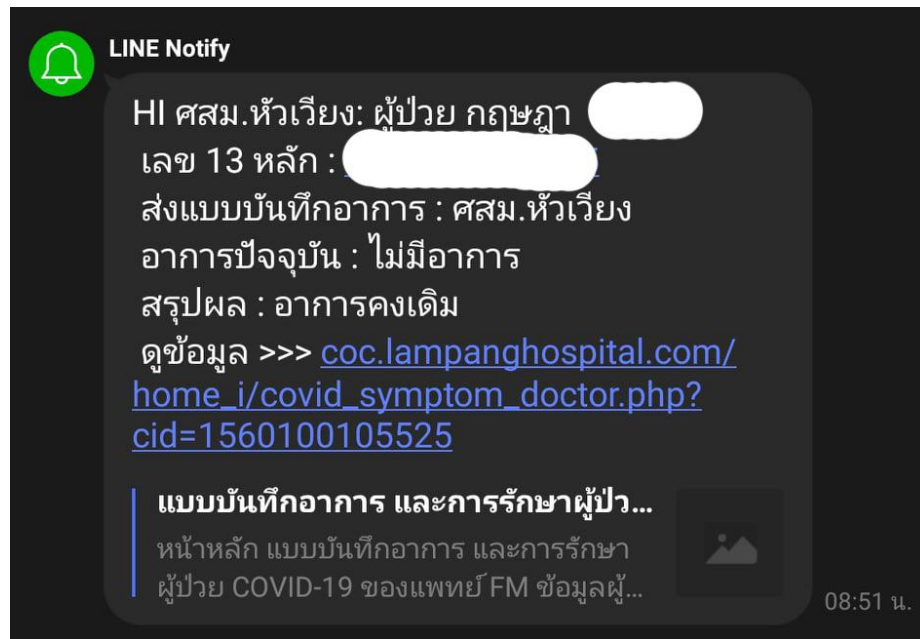 LINE Notify
HI ศสม.หัวเวียง: ผู้ป่วย กฤษฎา
เลข 13 หลัก :
ส่งแบบบันทึกอาการ : ศสม.หัวเวียง
อาการปัจจุบัน : ไม่มีอาการ
สรุปผล : อาการคงเดิม
ดูข้อมูล >>> coc.lampanghospital.com/
home_i/covid_symptom_doctor.php?
cid=1560100105525
แบบบันทึกอาการ และการรักษาผู้ป่ว...
หน้าหลัก แบบบันทึกอาการ และการรักษา
ผู้ป่วย COVID-19 ของแพทย์ FM ข้อมูลผู้...
08:51 น.